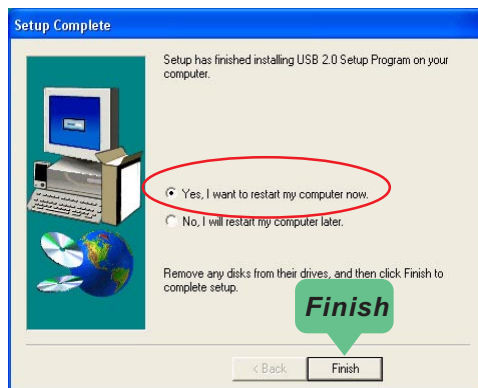 Setup Complete
Setup has finished installing USB 2.0 Setup Program on your
computer.
Yes, I want to restart my computer now.
No, I will restart my computer later.
Remove any disks from their drives, and then click Finish to
complete setup.
Finish
< Back
Finish